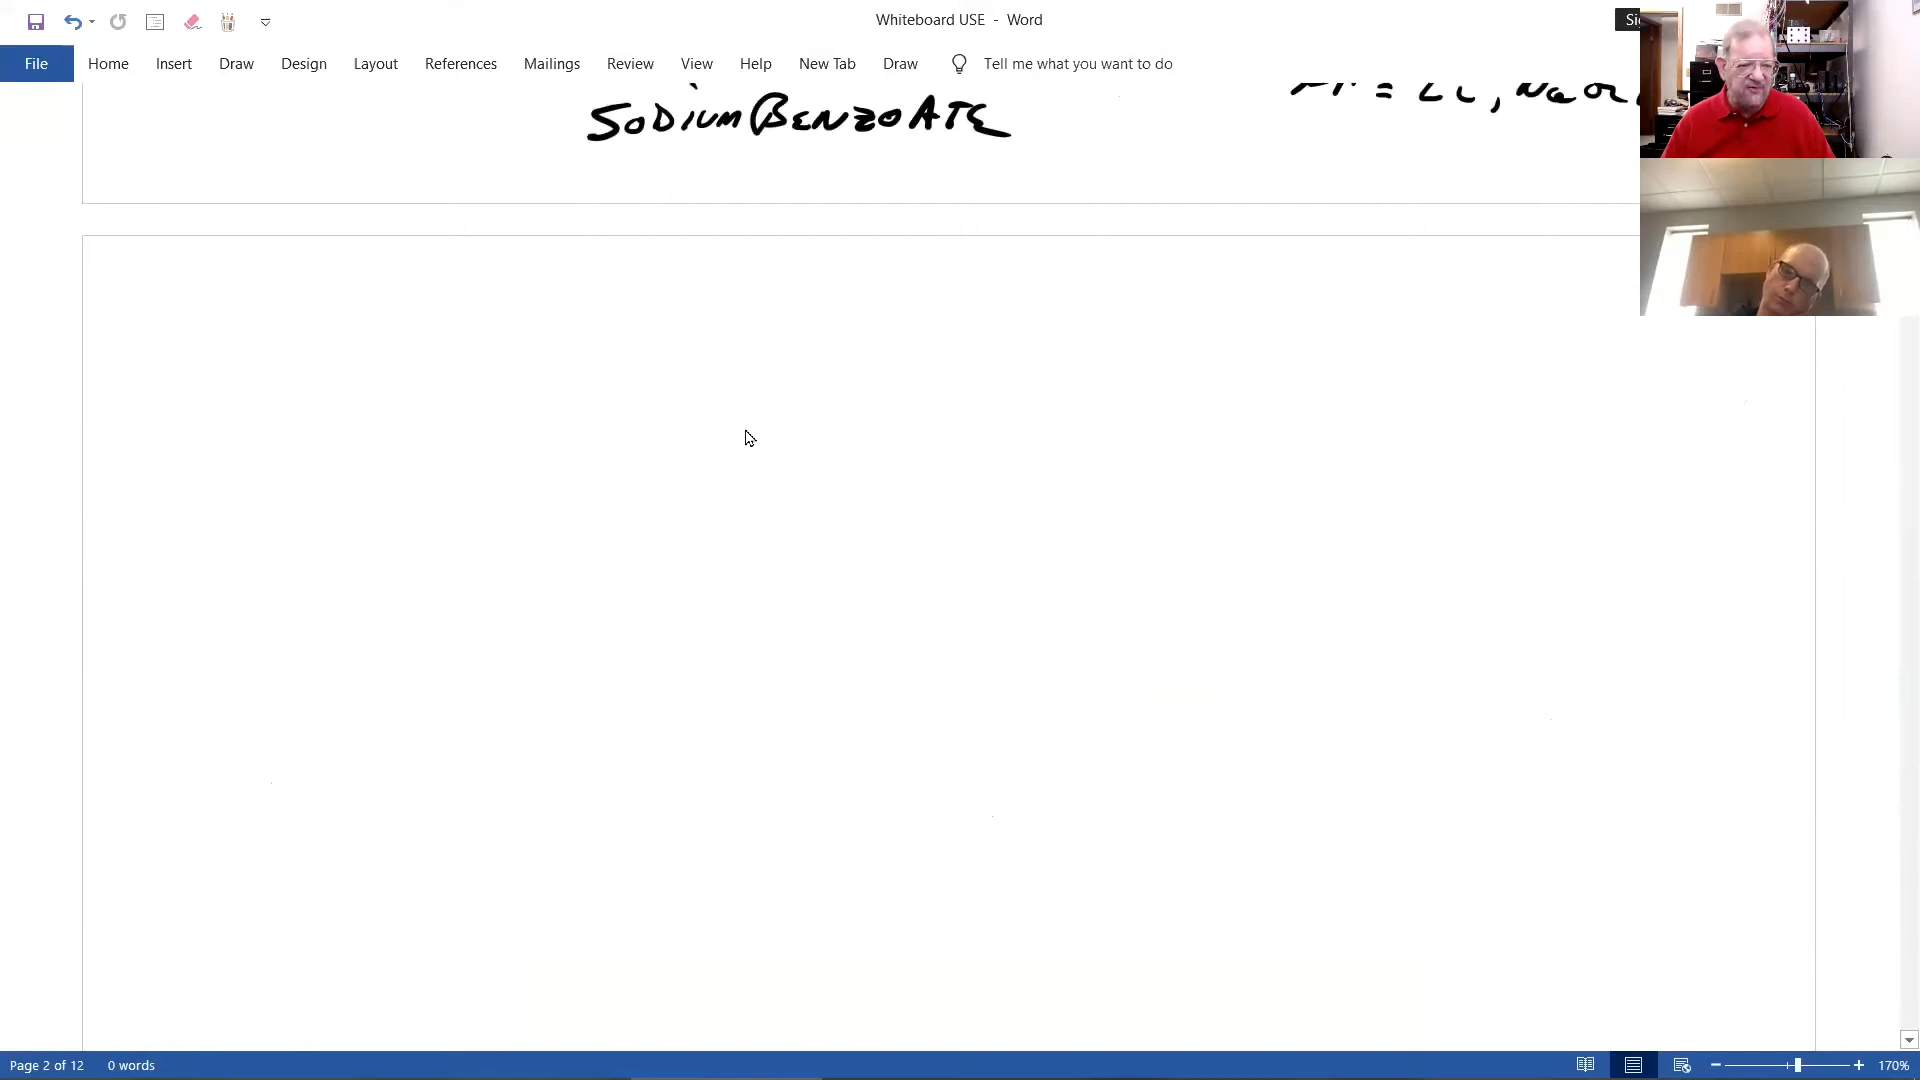 Whiteboard USE - Word
File Home Insert Draw Design Layout References Mailings Review View Help New Tab Draw Tell me what you want to do
SODIUM BENZOATE
Page 2 of 12 0 words 170%